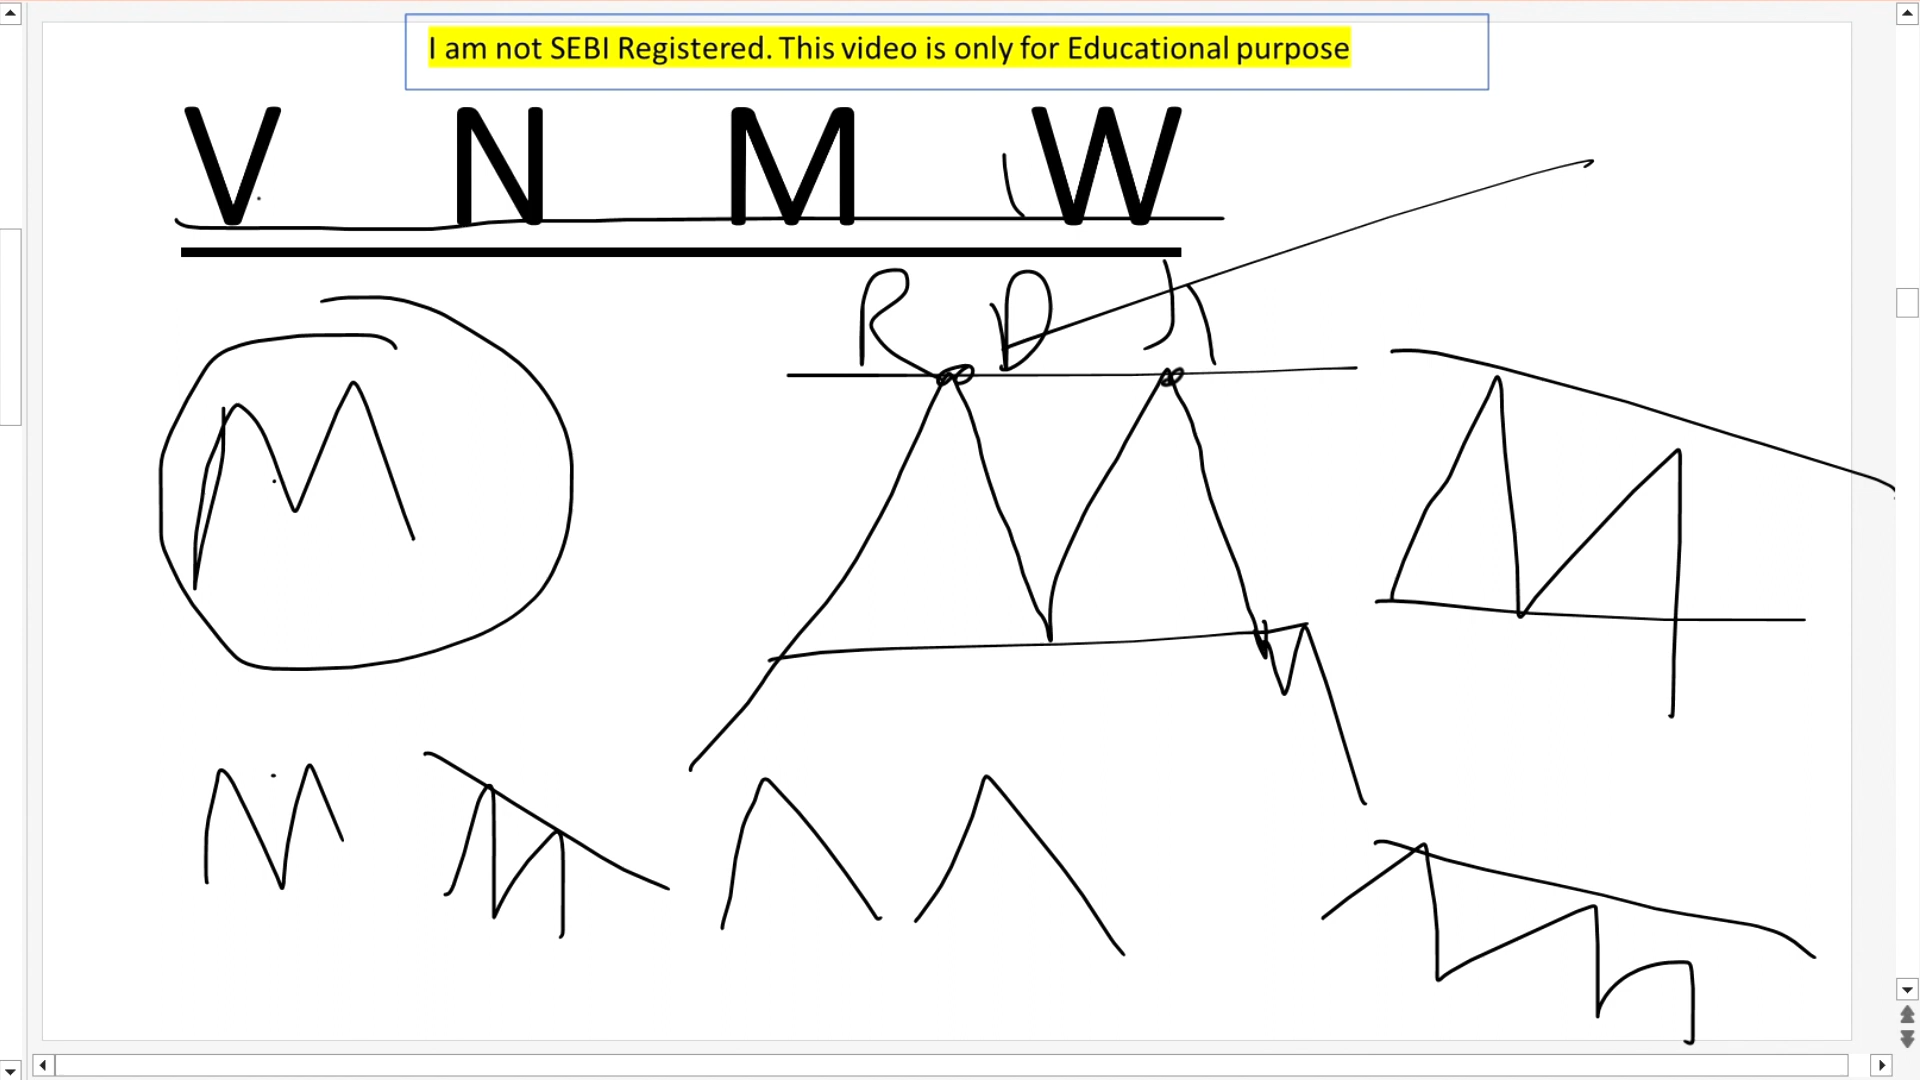 I am not SEBI Registered. This video is only for Educational purpose
V N M W
M
R